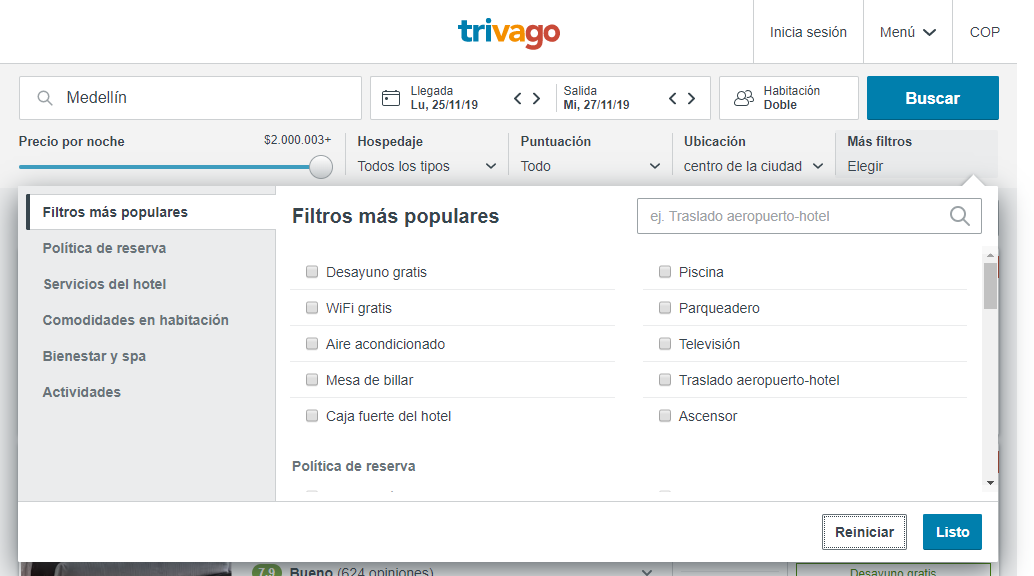 trivago
Inicia sesión
Menú
COP
Medellín
Llegada
Lu, 25/11/19
Salida
Mi, 27/11/19
Habitación
Doble
Buscar
Precio por noche
$2.000.003+
Hospedaje
Todos los tipos
Puntuación
Todo
Ubicación
centro de la ciudad
Más filtros
Elegir
Filtros más populares
Política de reserva
Servicios del hotel
Comodidades en habitación
Bienestar y spa
Actividades
Filtros más populares
ej. Traslado aeropuerto-hotel
Desayuno gratis
Piscina
WiFi gratis
Parqueadero
Aire acondicionado
Televisión
Mesa de billar
Traslado aeropuerto-hotel
Caja fuerte del hotel
Ascensor
Política de reserva
Reiniciar
Listo
7,9 Bueno (624 opiniones)
Desayuno gratis